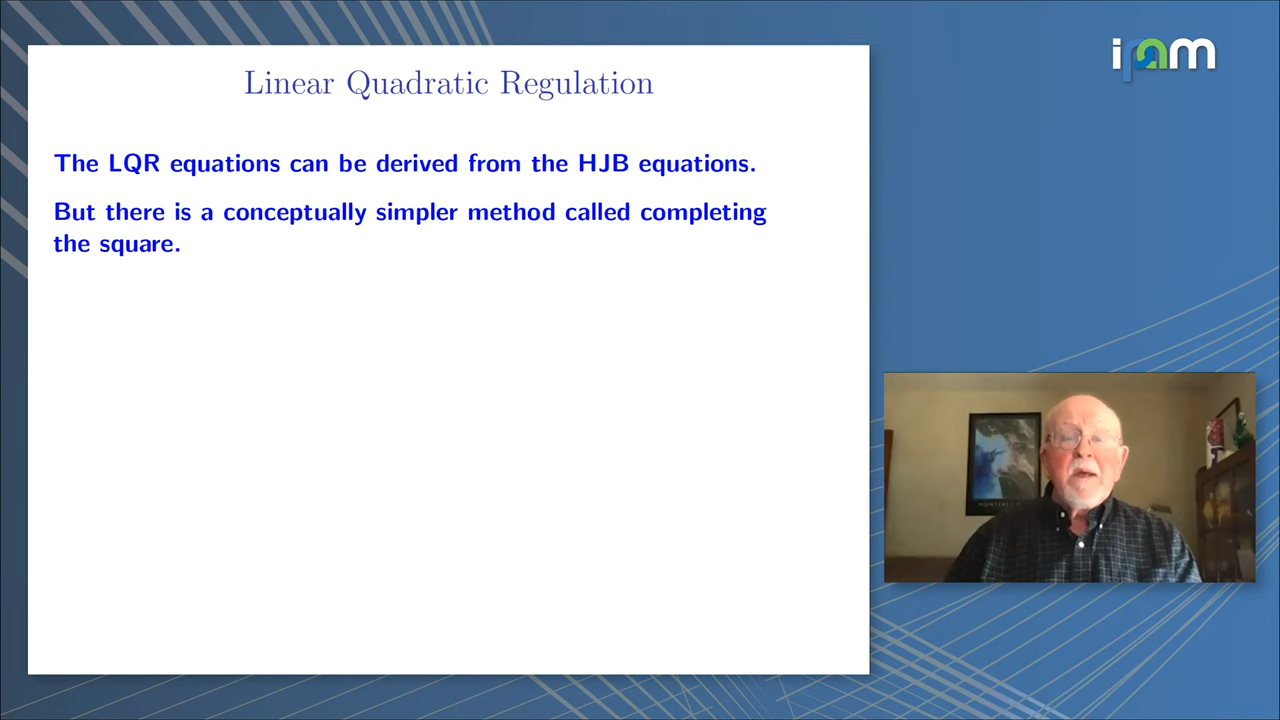 ipam
Linear Quadratic Regulation
The LQR equations can be derived from the HJB equations.
But there is a conceptually simpler method called completing
the square.